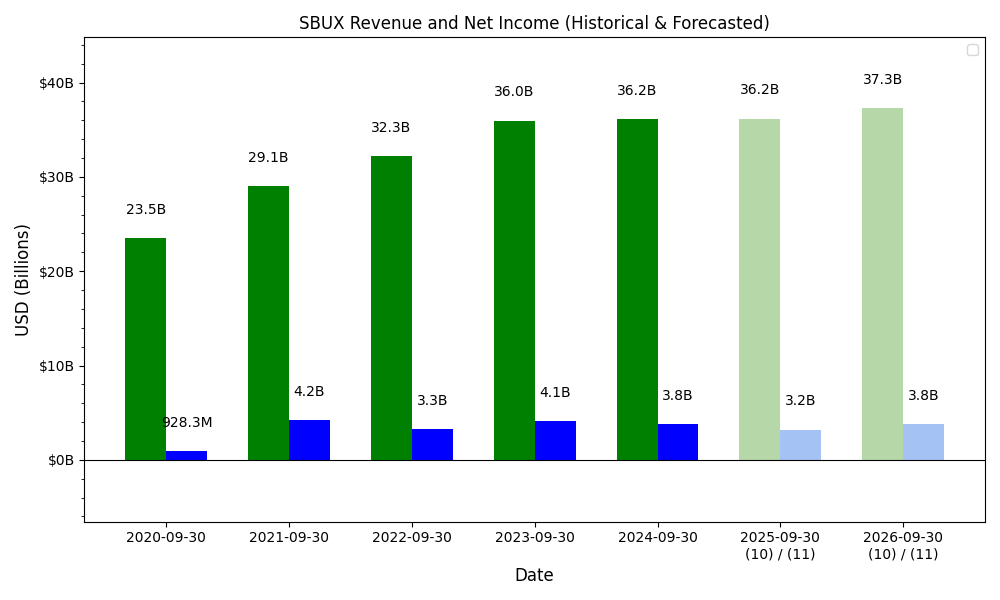 SBUX Revenue and Net Income (Historical & Forecasted)
USD (Billions)
$40B
$30B
$20B
$10B
$0B
23.5B
928.3M
29.1B
4.2B
32.3B
3.3B
36.0B
4.1B
36.2B
3.8B
36.2B
3.2B
37.3B
3.8B
2020-09-30
2021-09-30
2022-09-30
2023-09-30
2024-09-30
2025-09-30
(10) / (11)
2026-09-30
(10) / (11)
Date